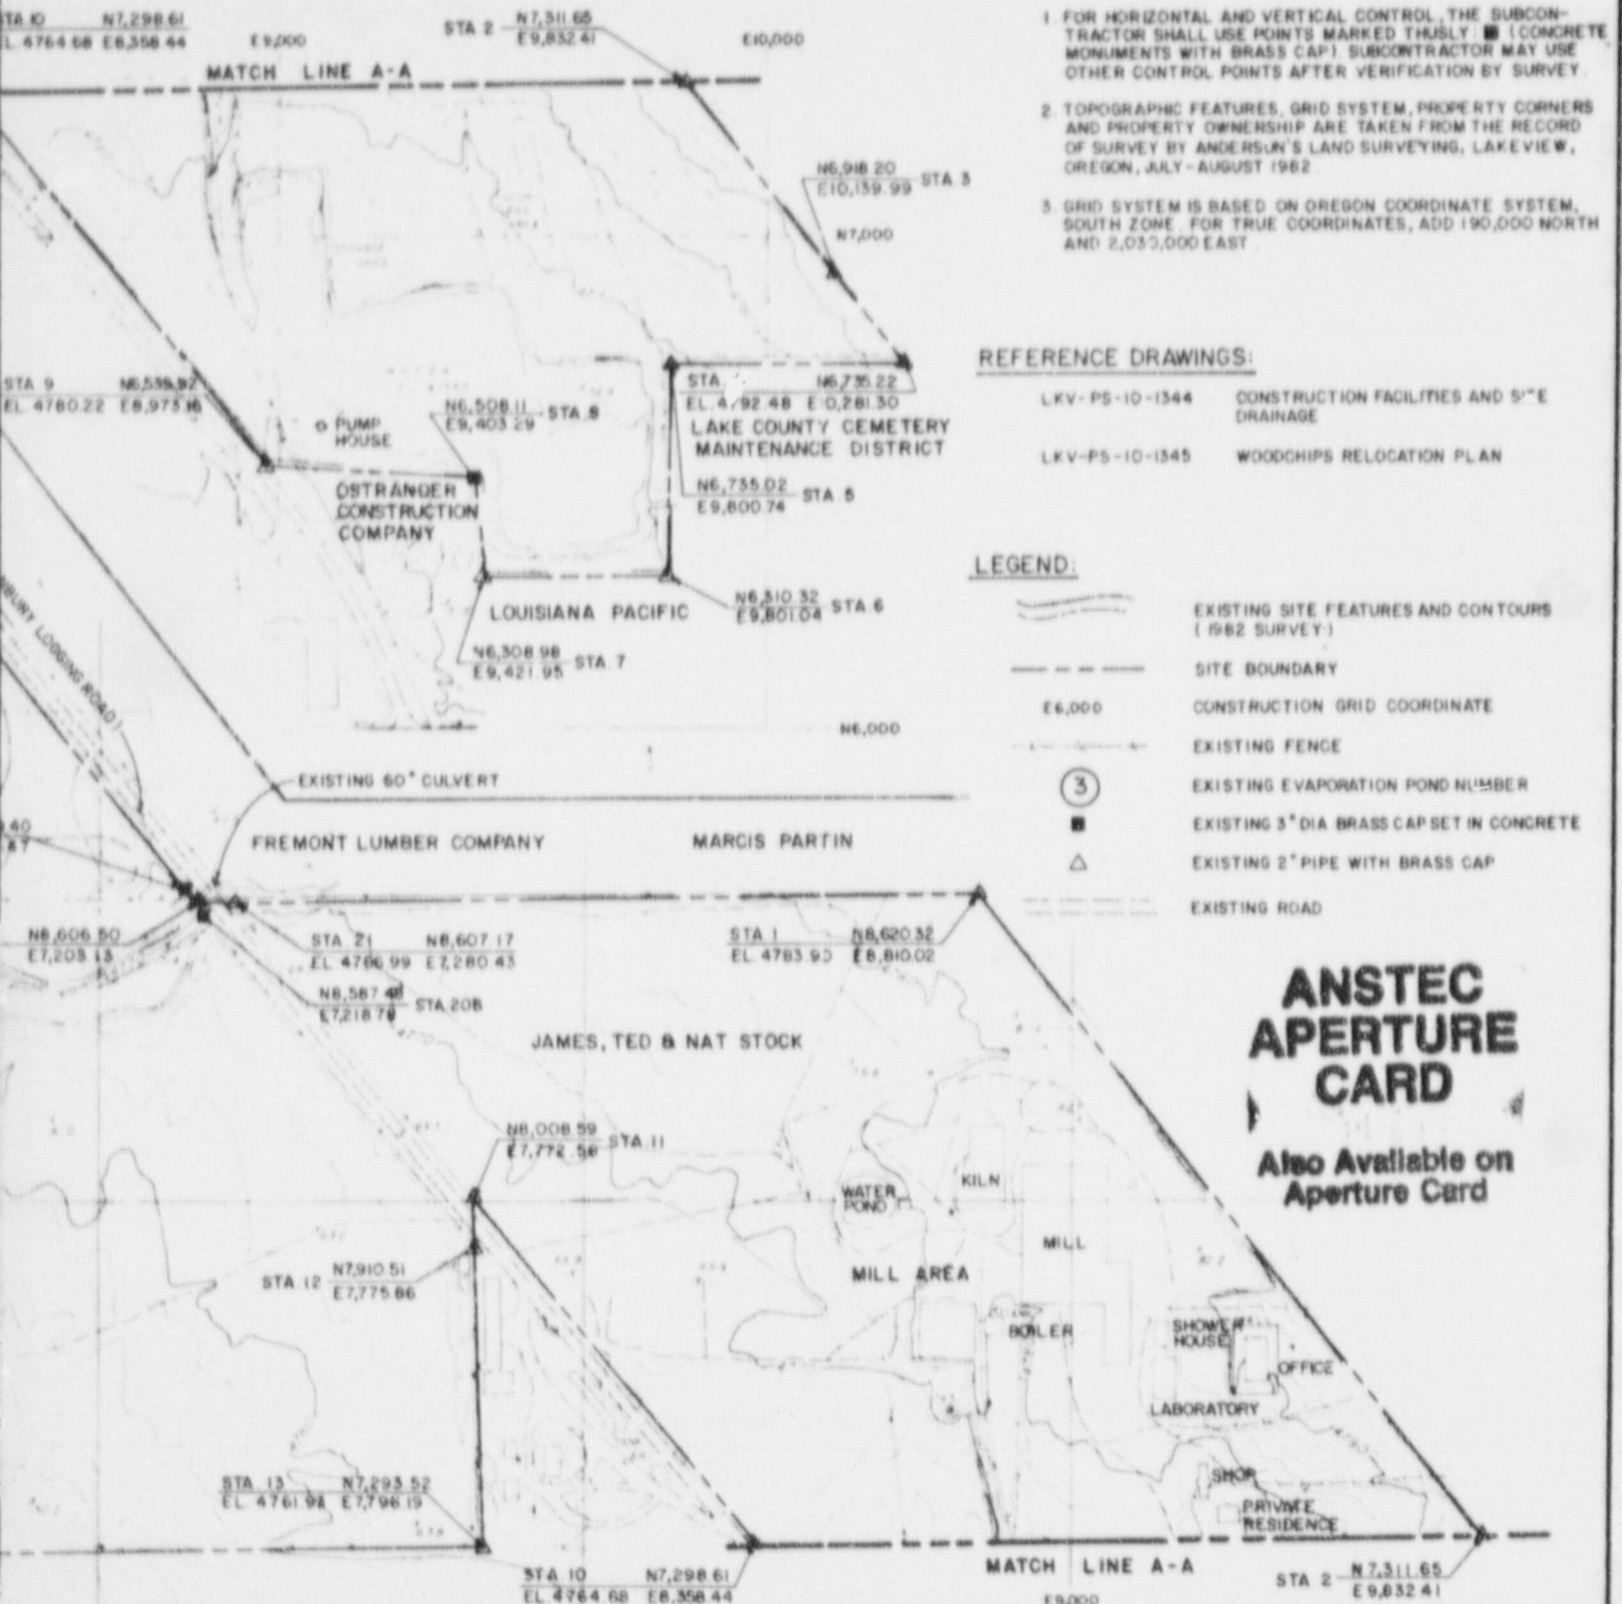 STA 10 N7,298.61
EL 4764.68 E8,358.44
E9,000
STA 2 N7,311.65
E9,832.41
E10,000
MATCH LINE A-A
N6,918.20
E10,139.99 STA 3
N7,000
STA 9 N6,539.92
EL 4780.22 E8,973.16
PUMP
HOUSE
N6,508.11
E9,403.29 STA 8
STA N6,735.22
EL 4792.48 E10,281.30
LAKE COUNTY CEMETERY
MAINTENANCE DISTRICT
N6,735.02
E9,800.74 STA 5
OSTRANDER
CONSTRUCTION
COMPANY
N6,310.32
E9,801.04 STA 6
LOUISIANA PACIFIC
N6,308.98
E9,421.95 STA 7
N6,000
BURY LOGGING ROAD)
EXISTING 60" CULVERT
FREMONT LUMBER COMPANY
MARCIS PARTIN
.40
.87
N8,606.50
E7,203.13
STA 21 N8,607.17
EL 4766.99 E7,280.43
N8,587.48
E7,218.78 STA 20B
STA 1 N8,620.32
EL 4783.90 E8,810.02
JAMES, TED & NAT STOCK
N8,008.59
E7,772.58 STA 11
STA 12 N7,910.51
E7,775.86
WATER
POND
KILN
MILL
MILL AREA
BOILER
SHOWER
HOUSE
OFFICE
LABORATORY
SHOP
PRIVATE
RESIDENCE
STA 13 N7,293.52
EL 4761.98 E7,796.19
STA 10 N7,298.61
EL 4764.68 E8,358.44
MATCH LINE A-A
E9,000
STA 2 N7,311.65
E9,832.41
1. FOR HORIZONTAL AND VERTICAL CONTROL, THE SUBCON-
TRACTOR SHALL USE POINTS MARKED THUSLY: ■ (CONCRETE
MONUMENTS WITH BRASS CAP). SUBCONTRACTOR MAY USE
OTHER CONTROL POINTS AFTER VERIFICATION BY SURVEY.
2. TOPOGRAPHIC FEATURES, GRID SYSTEM, PROPERTY CORNERS
AND PROPERTY OWNERSHIP ARE TAKEN FROM THE RECORD
OF SURVEY BY ANDERSON'S LAND SURVEYING, LAKEVIEW,
OREGON, JULY-AUGUST 1982.
3. GRID SYSTEM IS BASED ON OREGON COORDINATE SYSTEM,
SOUTH ZONE. FOR TRUE COORDINATES, ADD 190,000 NORTH
AND EAST.
REFERENCE DRAWINGS:
LKV-PS-10-1344 CONSTRUCTION FACILITIES AND SITE
DRAINAGE
LKV-PS-10-1345 WOODCHIPS RELOCATION PLAN
LEGEND:
EXISTING SITE FEATURES AND CONTOURS
(1982 SURVEY)
SITE BOUNDARY
E6,000 CONSTRUCTION GRID COORDINATE
EXISTING FENCE
3 EXISTING EVAPORATION POND NUMBER
EXISTING 3" DIA BRASS CAP SET IN CONCRETE
EXISTING 2" PIPE WITH BRASS CAP
EXISTING ROAD
ANSTEC
APERTURE
CARD
Also Available on
Aperture Card